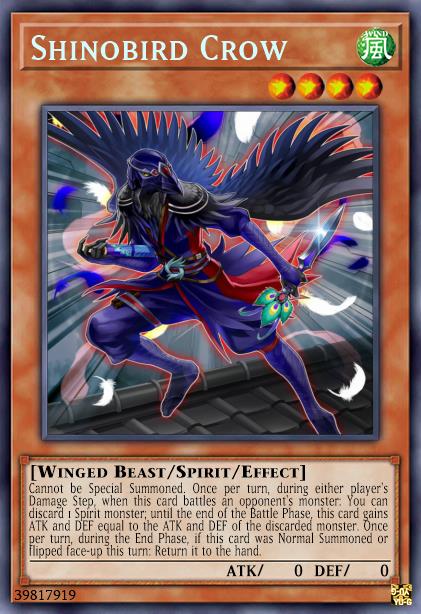 Shinobird Crow
WIND
風
[Winged Beast/Spirit/Effect]
Cannot be Special Summoned. Once per turn, during either player's
Damage Step, when this card battles an opponent's monster: You can
discard 1 Spirit monster; until the end of the Battle Phase, this card gains
ATK and DEF equal to the ATK and DEF of the discarded monster. Once
per turn, during the End Phase, if this card was Normal Summoned or
flipped face-up this turn: Return it to the hand.
ATK/ 0 DEF/ 0
39817919